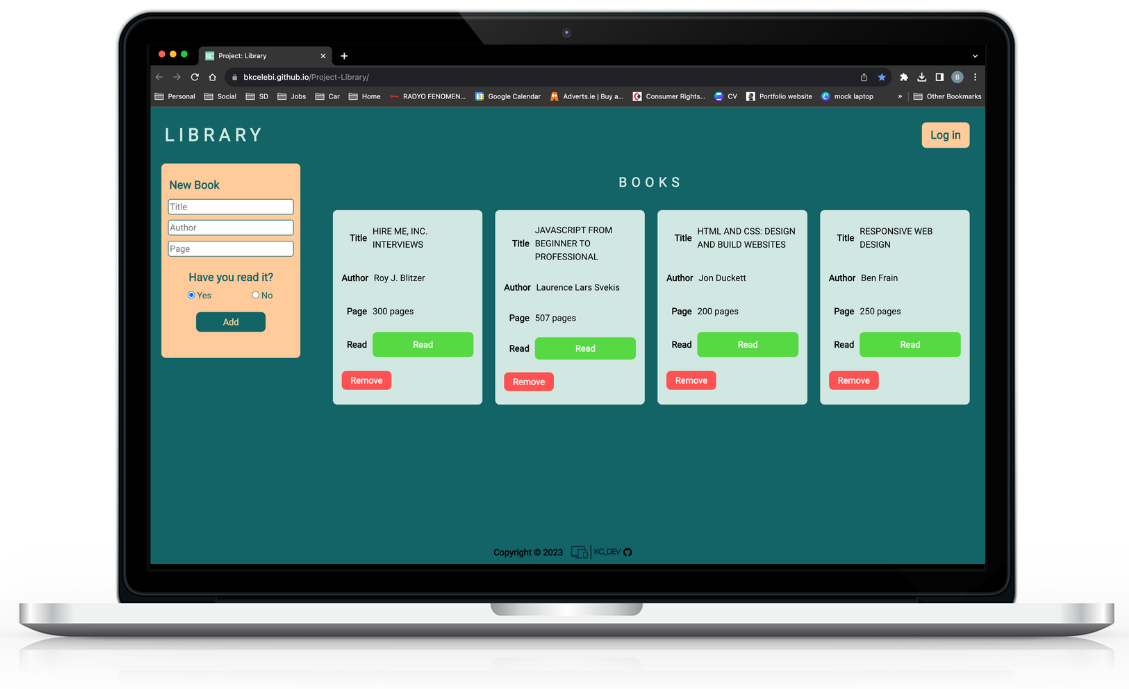 Project: Library
bkcelebi.github.io/Project-Library/
B
Personal Social SD Jobs Car Home RADYO FENOMEN... Google Calendar Adverts.ie | Buy a... Consumer Rights... CV Portfolio website mock laptop » Other Bookmarks
LIBRARY
Log in
New Book
Title
Author
Page
Have you read it?
Yes No
Add
BOOKS
Title HIRE ME, INC.
INTERVIEWS
Author Roy J. Blitzer
Page 300 pages
Read Read
Remove
JAVASCRIPT FROM
Title BEGINNER TO
PROFESSIONAL
Author Laurence Lars Svekis
Page 507 pages
Read Read
Remove
Title HTML AND CSS: DESIGN
AND BUILD WEBSITES
Author Jon Duckett
Page 200 pages
Read Read
Remove
Title RESPONSIVE WEB
DESIGN
Author Ben Frain
Page 250 pages
Read Read
Remove
Copyright © 2023 KC_DEV